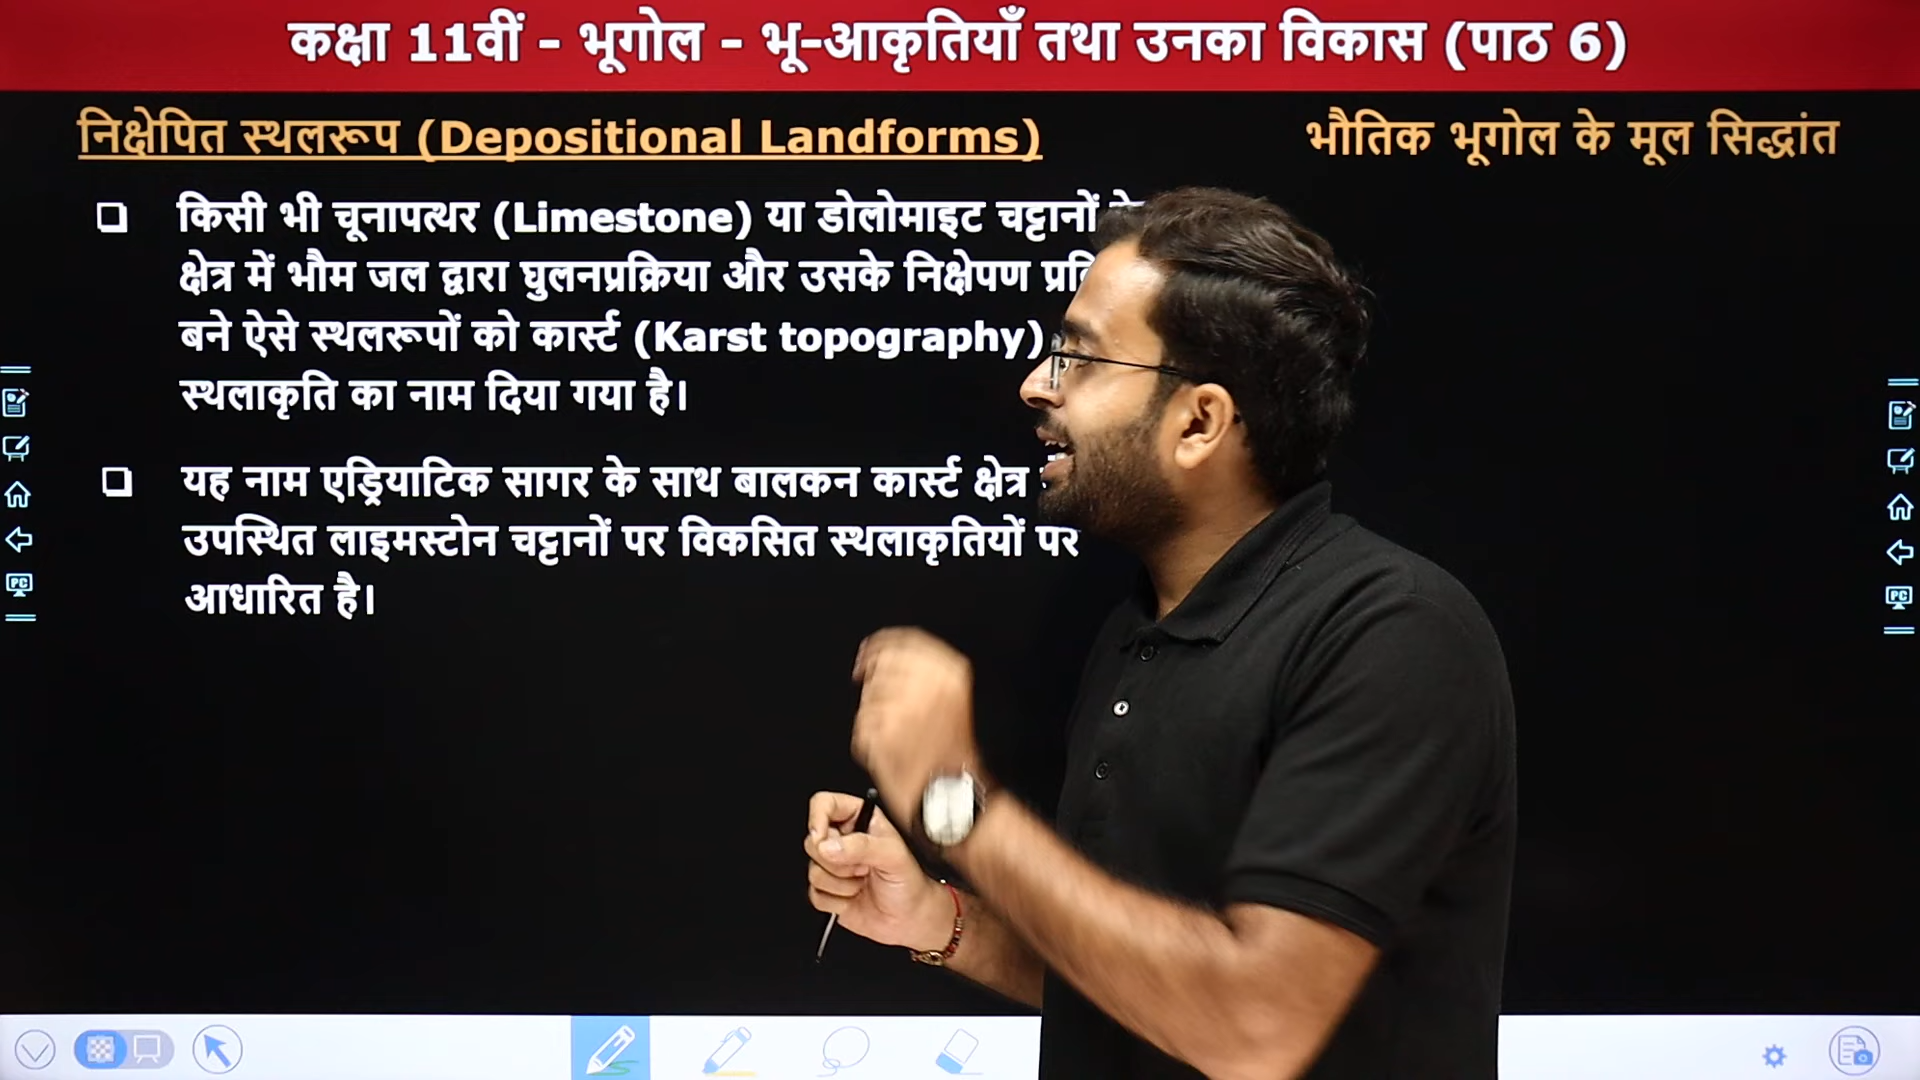 कक्षा 11वीं - भूगोल - भू-आकृतियाँ तथा उनका विकास (पाठ 6)
निक्षेपित स्थलरूप (Depositional Landforms)
भौतिक भूगोल के मूल सिद्धांत
❑ किसी भी चूनापत्थर (Limestone) या डोलोमाइट चट्टानों
क्षेत्र में भौम जल द्वारा घुलनप्रक्रिया और उसके निक्षेपण
बने ऐसे स्थलरूपों को कार्स्ट (Karst topography)
स्थलाकृति का नाम दिया गया है।
❑ यह नाम एड्रियाटिक सागर के साथ बालकन कार्स्ट क्षेत्र
उपस्थित लाइमस्टोन चट्टानों पर विकसित स्थलाकृतियों पर
आधारित है।
PC
PC